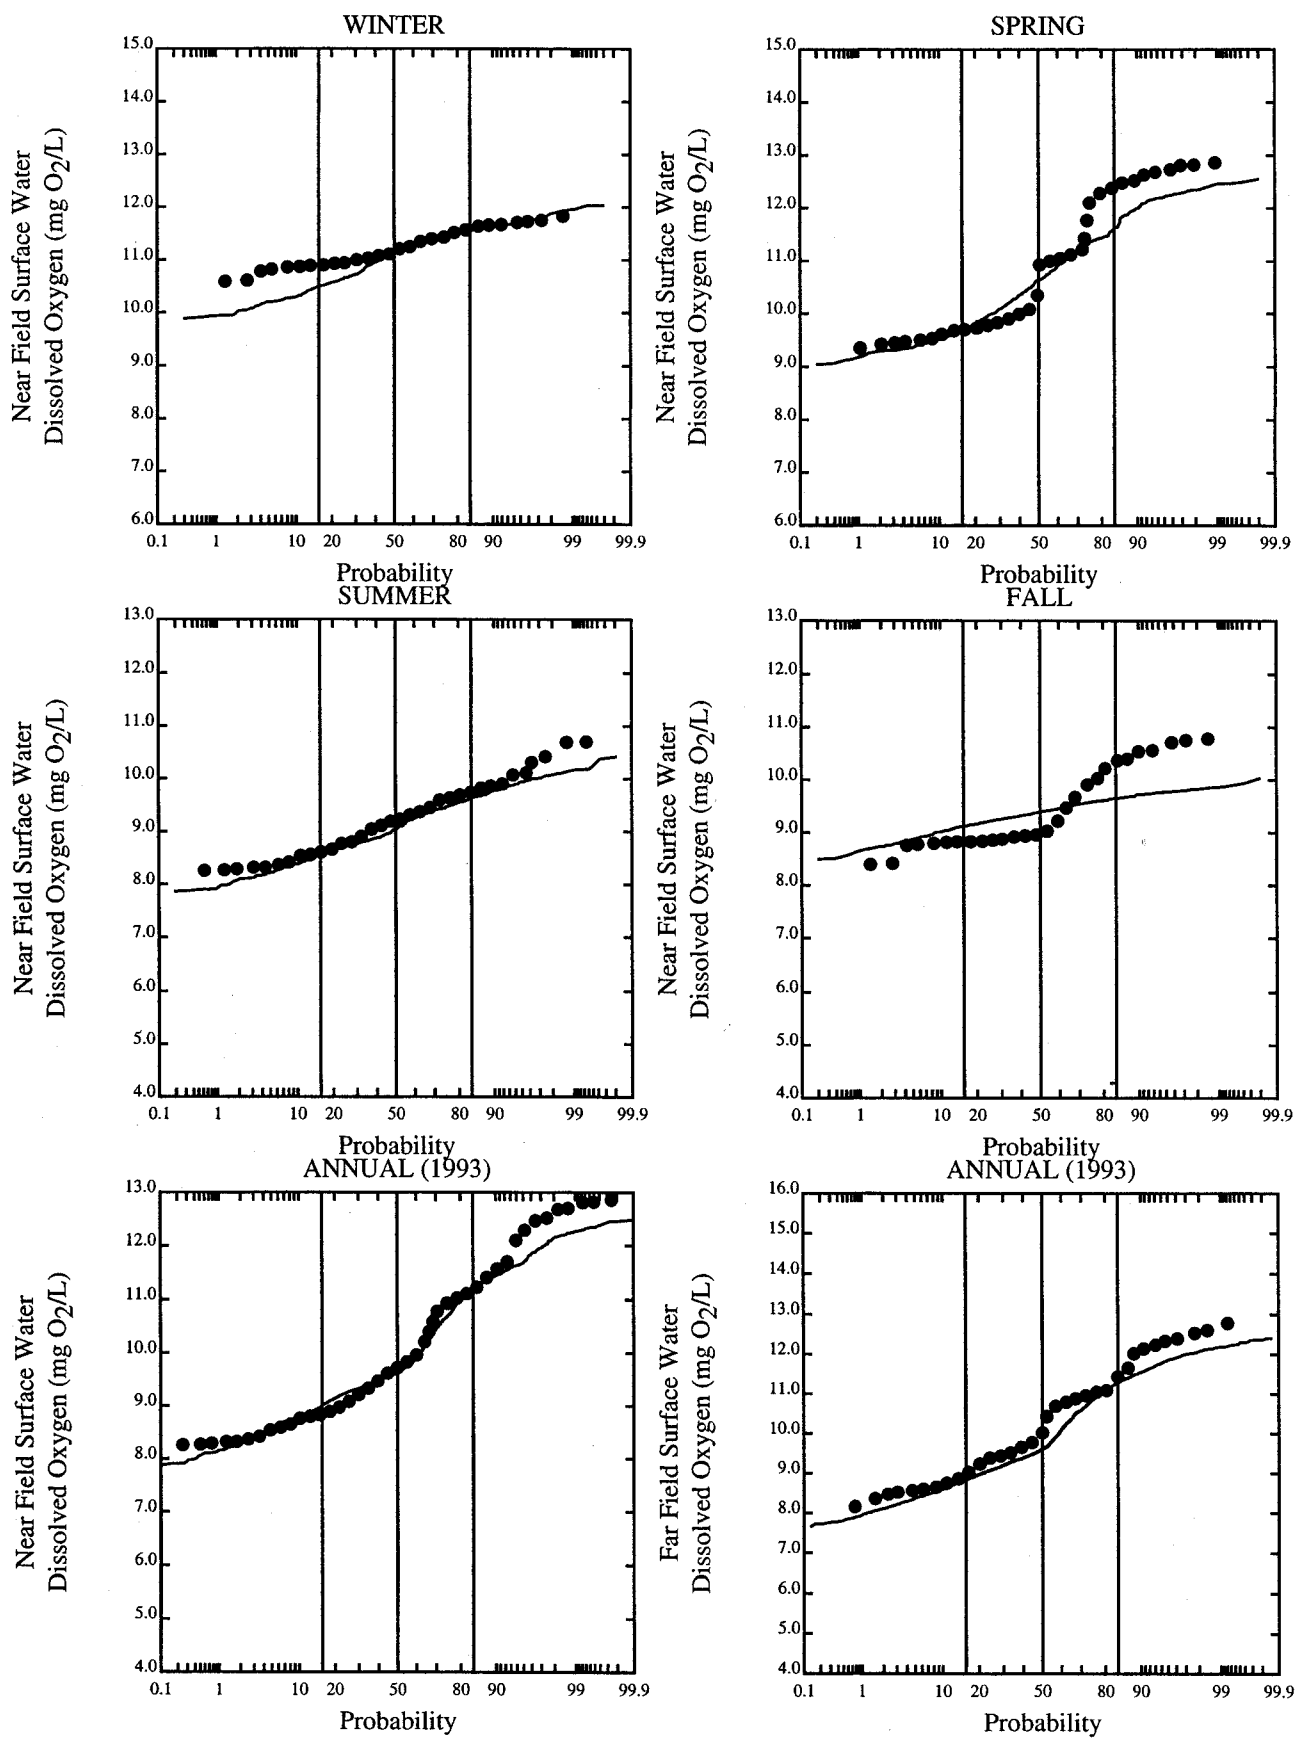 WINTER
15.0
14.0
13.0
12.0
11.0
10.0
9.0
8.0
7.0
6.0
0.1 1 10 20 50 80 90 99 99.9
Probability
Near Field Surface Water
Dissolved Oxygen (mg O2/L)
SPRING
15.0
14.0
13.0
12.0
11.0
10.0
9.0
8.0
7.0
6.0
0.1 1 10 20 50 80 90 99 99.9
Probability
Near Field Surface Water
Dissolved Oxygen (mg O2/L)
SUMMER
13.0
12.0
11.0
10.0
9.0
8.0
7.0
6.0
5.0
4.0
0.1 1 10 20 50 80 90 99 99.9
Probability
Near Field Surface Water
Dissolved Oxygen (mg O2/L)
FALL
13.0
12.0
11.0
10.0
9.0
8.0
7.0
6.0
5.0
4.0
0.1 1 10 20 50 80 90 99 99.9
Probability
Near Field Surface Water
Dissolved Oxygen (mg O2/L)
ANNUAL (1993)
13.0
12.0
11.0
10.0
9.0
8.0
7.0
6.0
5.0
4.0
0.1 1 10 20 50 80 90 99 99.9
Probability
Near Field Surface Water
Dissolved Oxygen (mg O2/L)
ANNUAL (1993)
16.0
15.0
14.0
13.0
12.0
11.0
10.0
9.0
8.0
7.0
6.0
5.0
4.0
0.1 1 10 20 50 80 90 99 99.9
Probability
Far Field Surface Water
Dissolved Oxygen (mg O2/L)